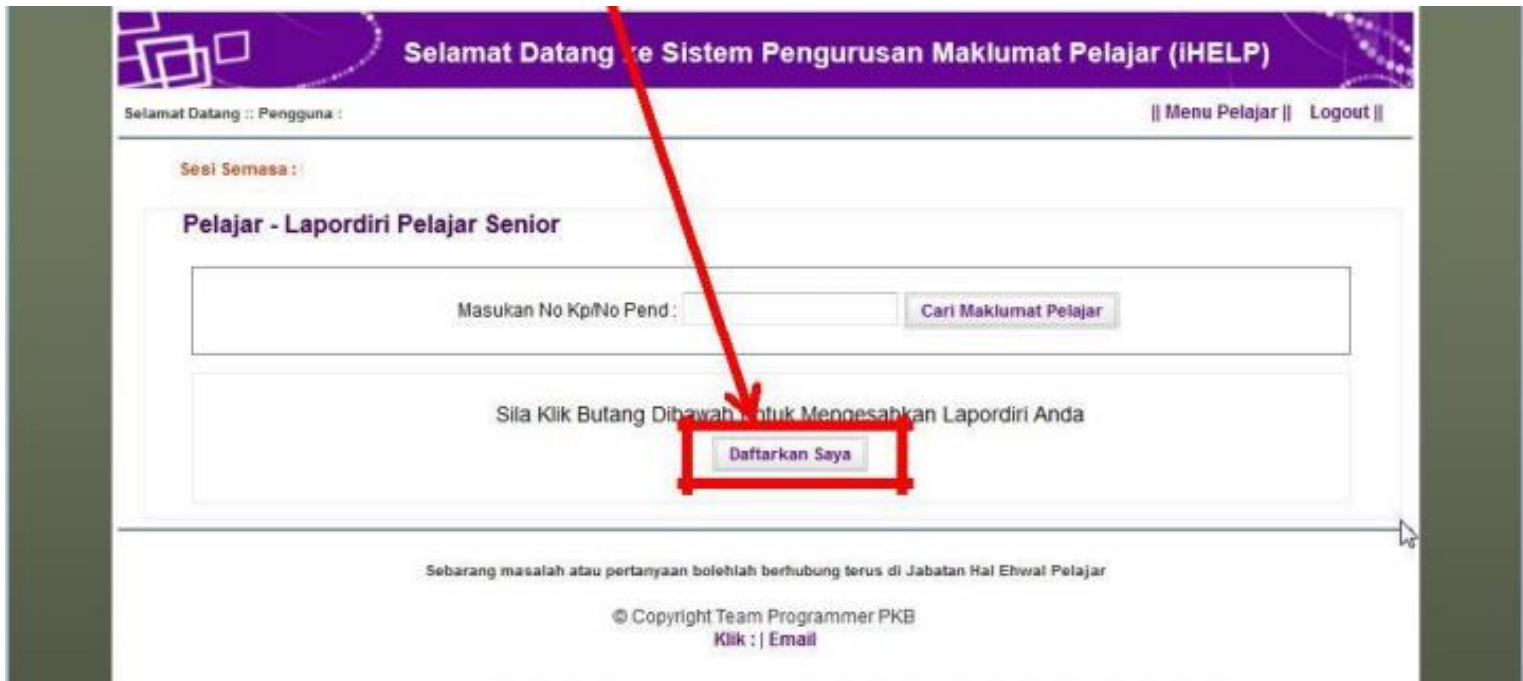 Selamat Datang ke Sistem Pengurusan Maklumat Pelajar (iHELP)
Selamat Datang :: Pengguna :
|| Menu Pelajar || Logout ||
Sesi Semasa :
Pelajar - Lapordiri Pelajar Senior
Masukan No Kp/No Pend :
Cari Maklumat Pelajar
Sila Klik Butang Dibawah Untuk Mengesahkan Lapordiri Anda
Daftarkan Saya
Sebarang masalah atau pertanyaan bolehlah berhubung terus di Jabatan Hal Ehwal Pelajar
© Copyright Team Programmer PKB
Klik : | Email